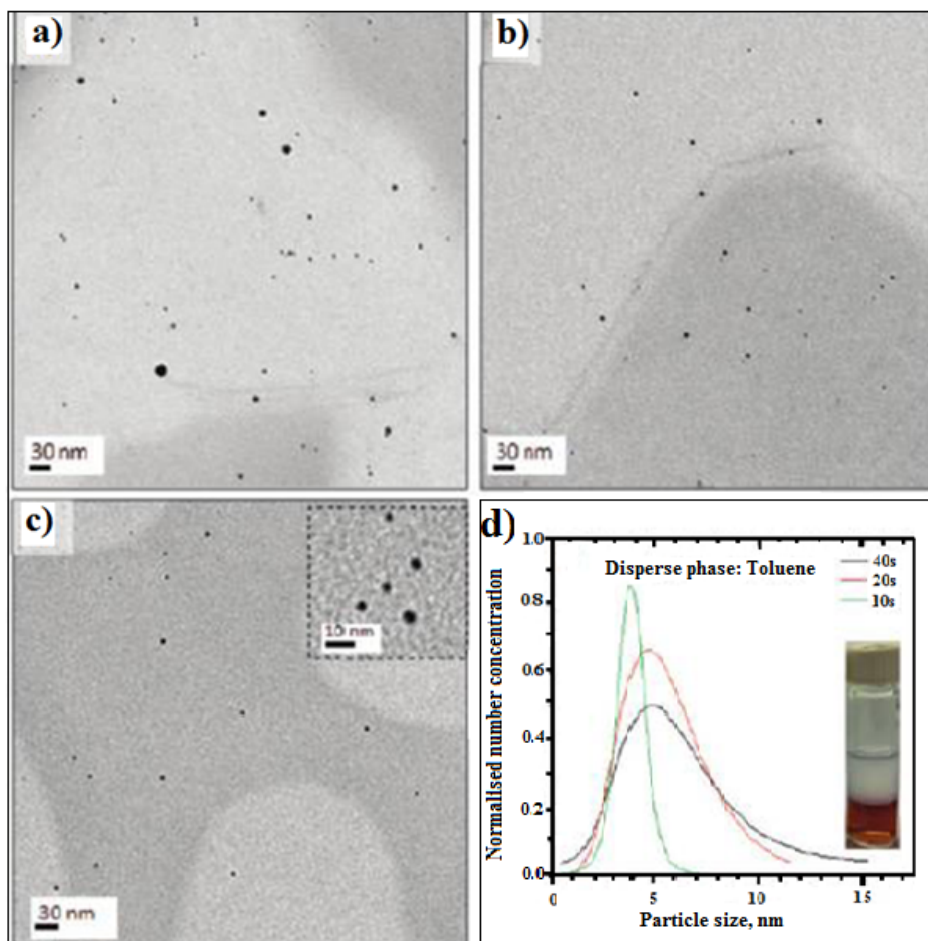 a)
30 nm
b)
30 nm
c)
10 nm
30 nm
d)
Disperse phase: Toluene
40s
20s
10s
Normalised number concentration
1.0
0.8
0.6
0.4
0.2
0.0
0
5
10
15
Particle size, nm